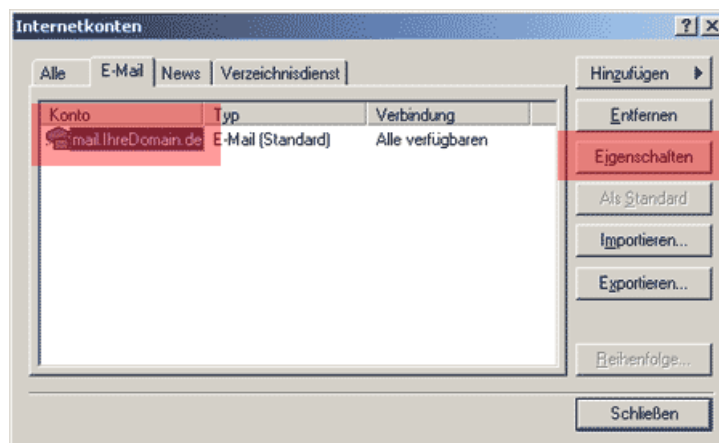 Internetkonten
Alle E-Mail News Verzeichnisdienst
Konto Typ Verbindung
mail.IhreDomain.de E-Mail (Standard) Alle verfügbaren
Hinzufügen
Entfernen
Eigenschaften
Als Standard
Importieren...
Exportieren...
Reihenfolge...
Schließen